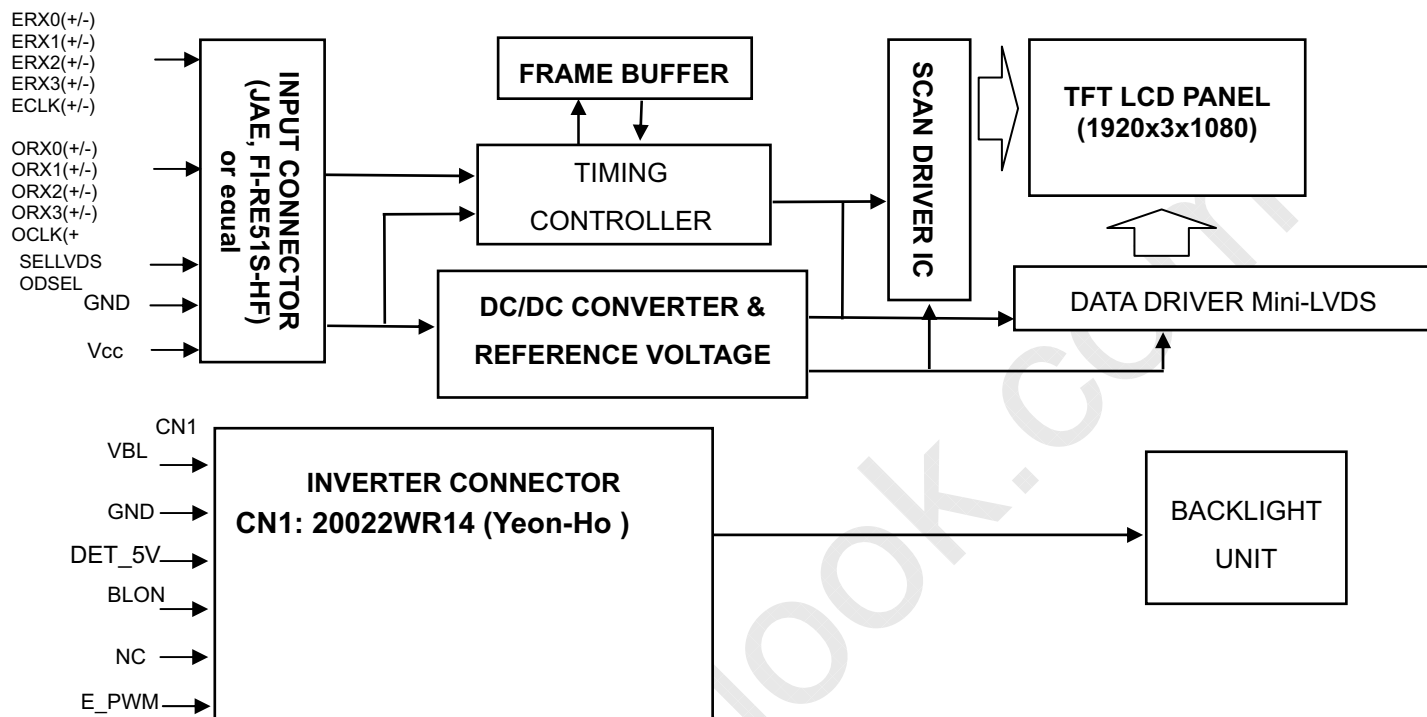 ERX0(+/-)
ERX1(+/-)
ERX2(+/-)
ERX3(+/-)
ECLK(+/-)
ORX0(+/-)
ORX1(+/-)
ORX2(+/-)
ORX3(+/-)
OCLK(+
SELLVDS
ODSEL
GND
Vcc
INPUT CONNECTOR
(JAE, FI-RE51S-HF)
or equal
FRAME BUFFER
TIMING
CONTROLLER
DC/DC CONVERTER &
REFERENCE VOLTAGE
SCAN DRIVER IC
TFT LCD PANEL
(1920x3x1080)
DATA DRIVER Mini-LVDS
CN1
VBL
GND
DET_5V
BLON
NC
E_PWM
INVERTER CONNECTOR
CN1: 20022WR14 (Yeon-Ho )
BACKLIGHT
UNIT
look.com